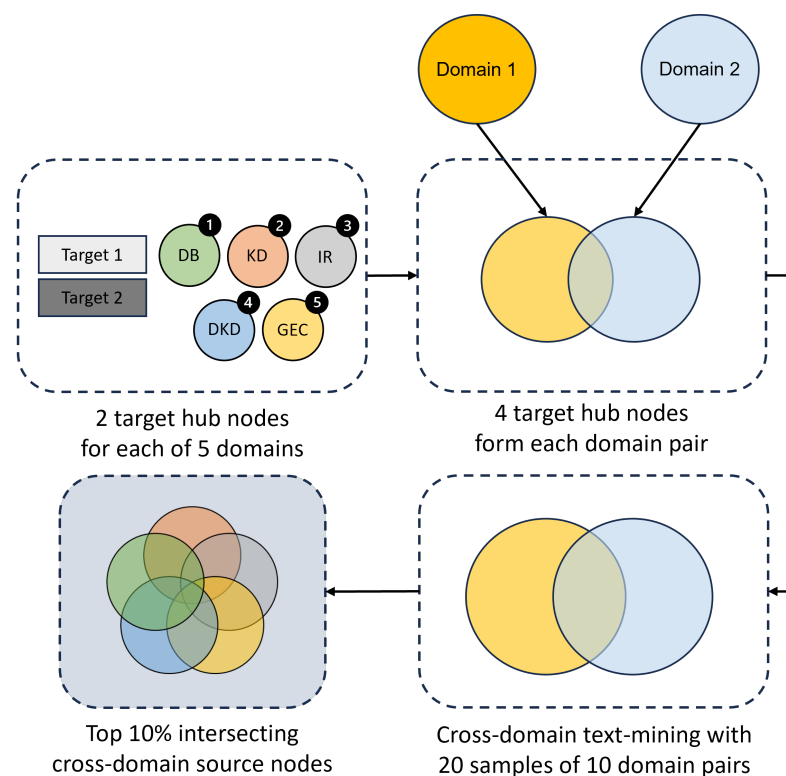 Domain 1
Domain 2
Target 1
Target 2
1
DB
2
KD
3
IR
4
DKD
5
GEC
2 target hub nodes
for each of 5 domains
4 target hub nodes
form each domain pair
Top 10% intersecting
cross-domain source nodes
Cross-domain text-mining with
20 samples of 10 domain pairs